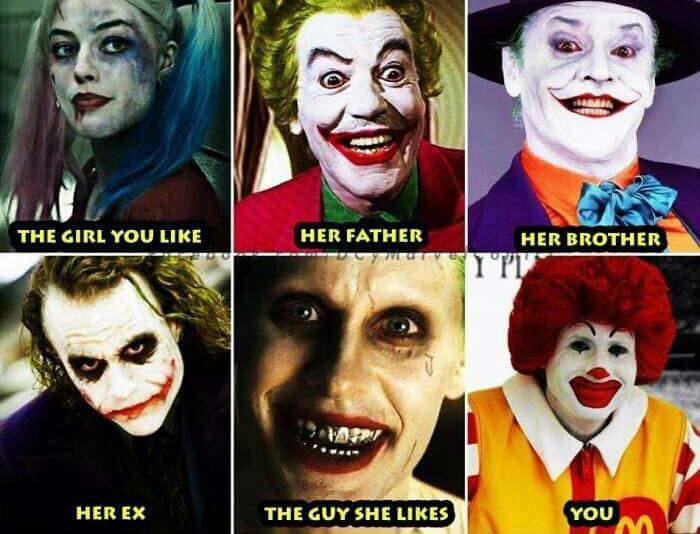 THE GIRL YOU LIKE
HER FATHER
HER BROTHER
HER EX
THE GUY SHE LIKES
YOU